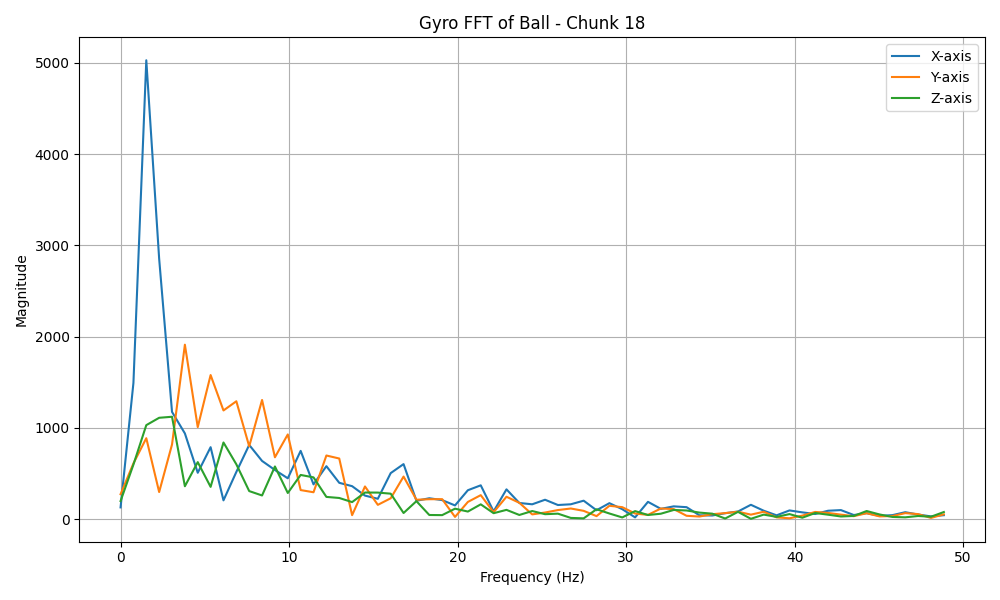 Gyro FFT of Ball - Chunk 18
X-axis
Y-axis
Z-axis
5000
4000
3000
2000
1000
0
Magnitude
0 10 20 30 40 50
Frequency (Hz)